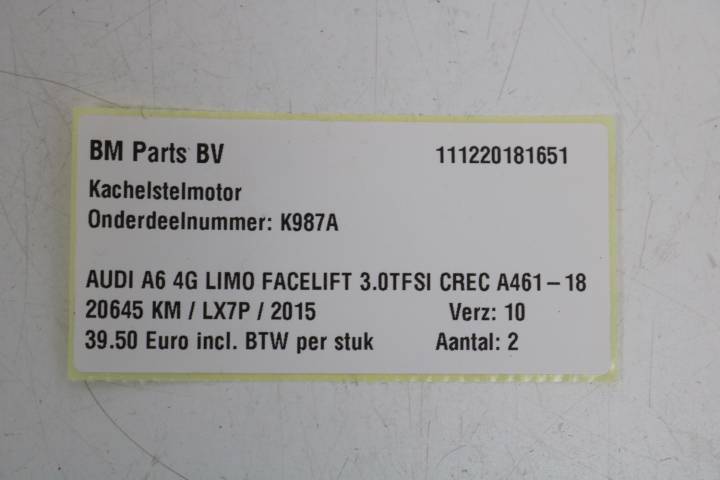 BM Parts BV 111220181651
Kachelstelmotor
Onderdeelnummer: K987A
AUDI A6 4G LIMO FACELIFT 3.0TFSI CREC A461-18
20645 KM / LX7P / 2015 Verz: 10
39.50 Euro incl. BTW per stuk Aantal: 2